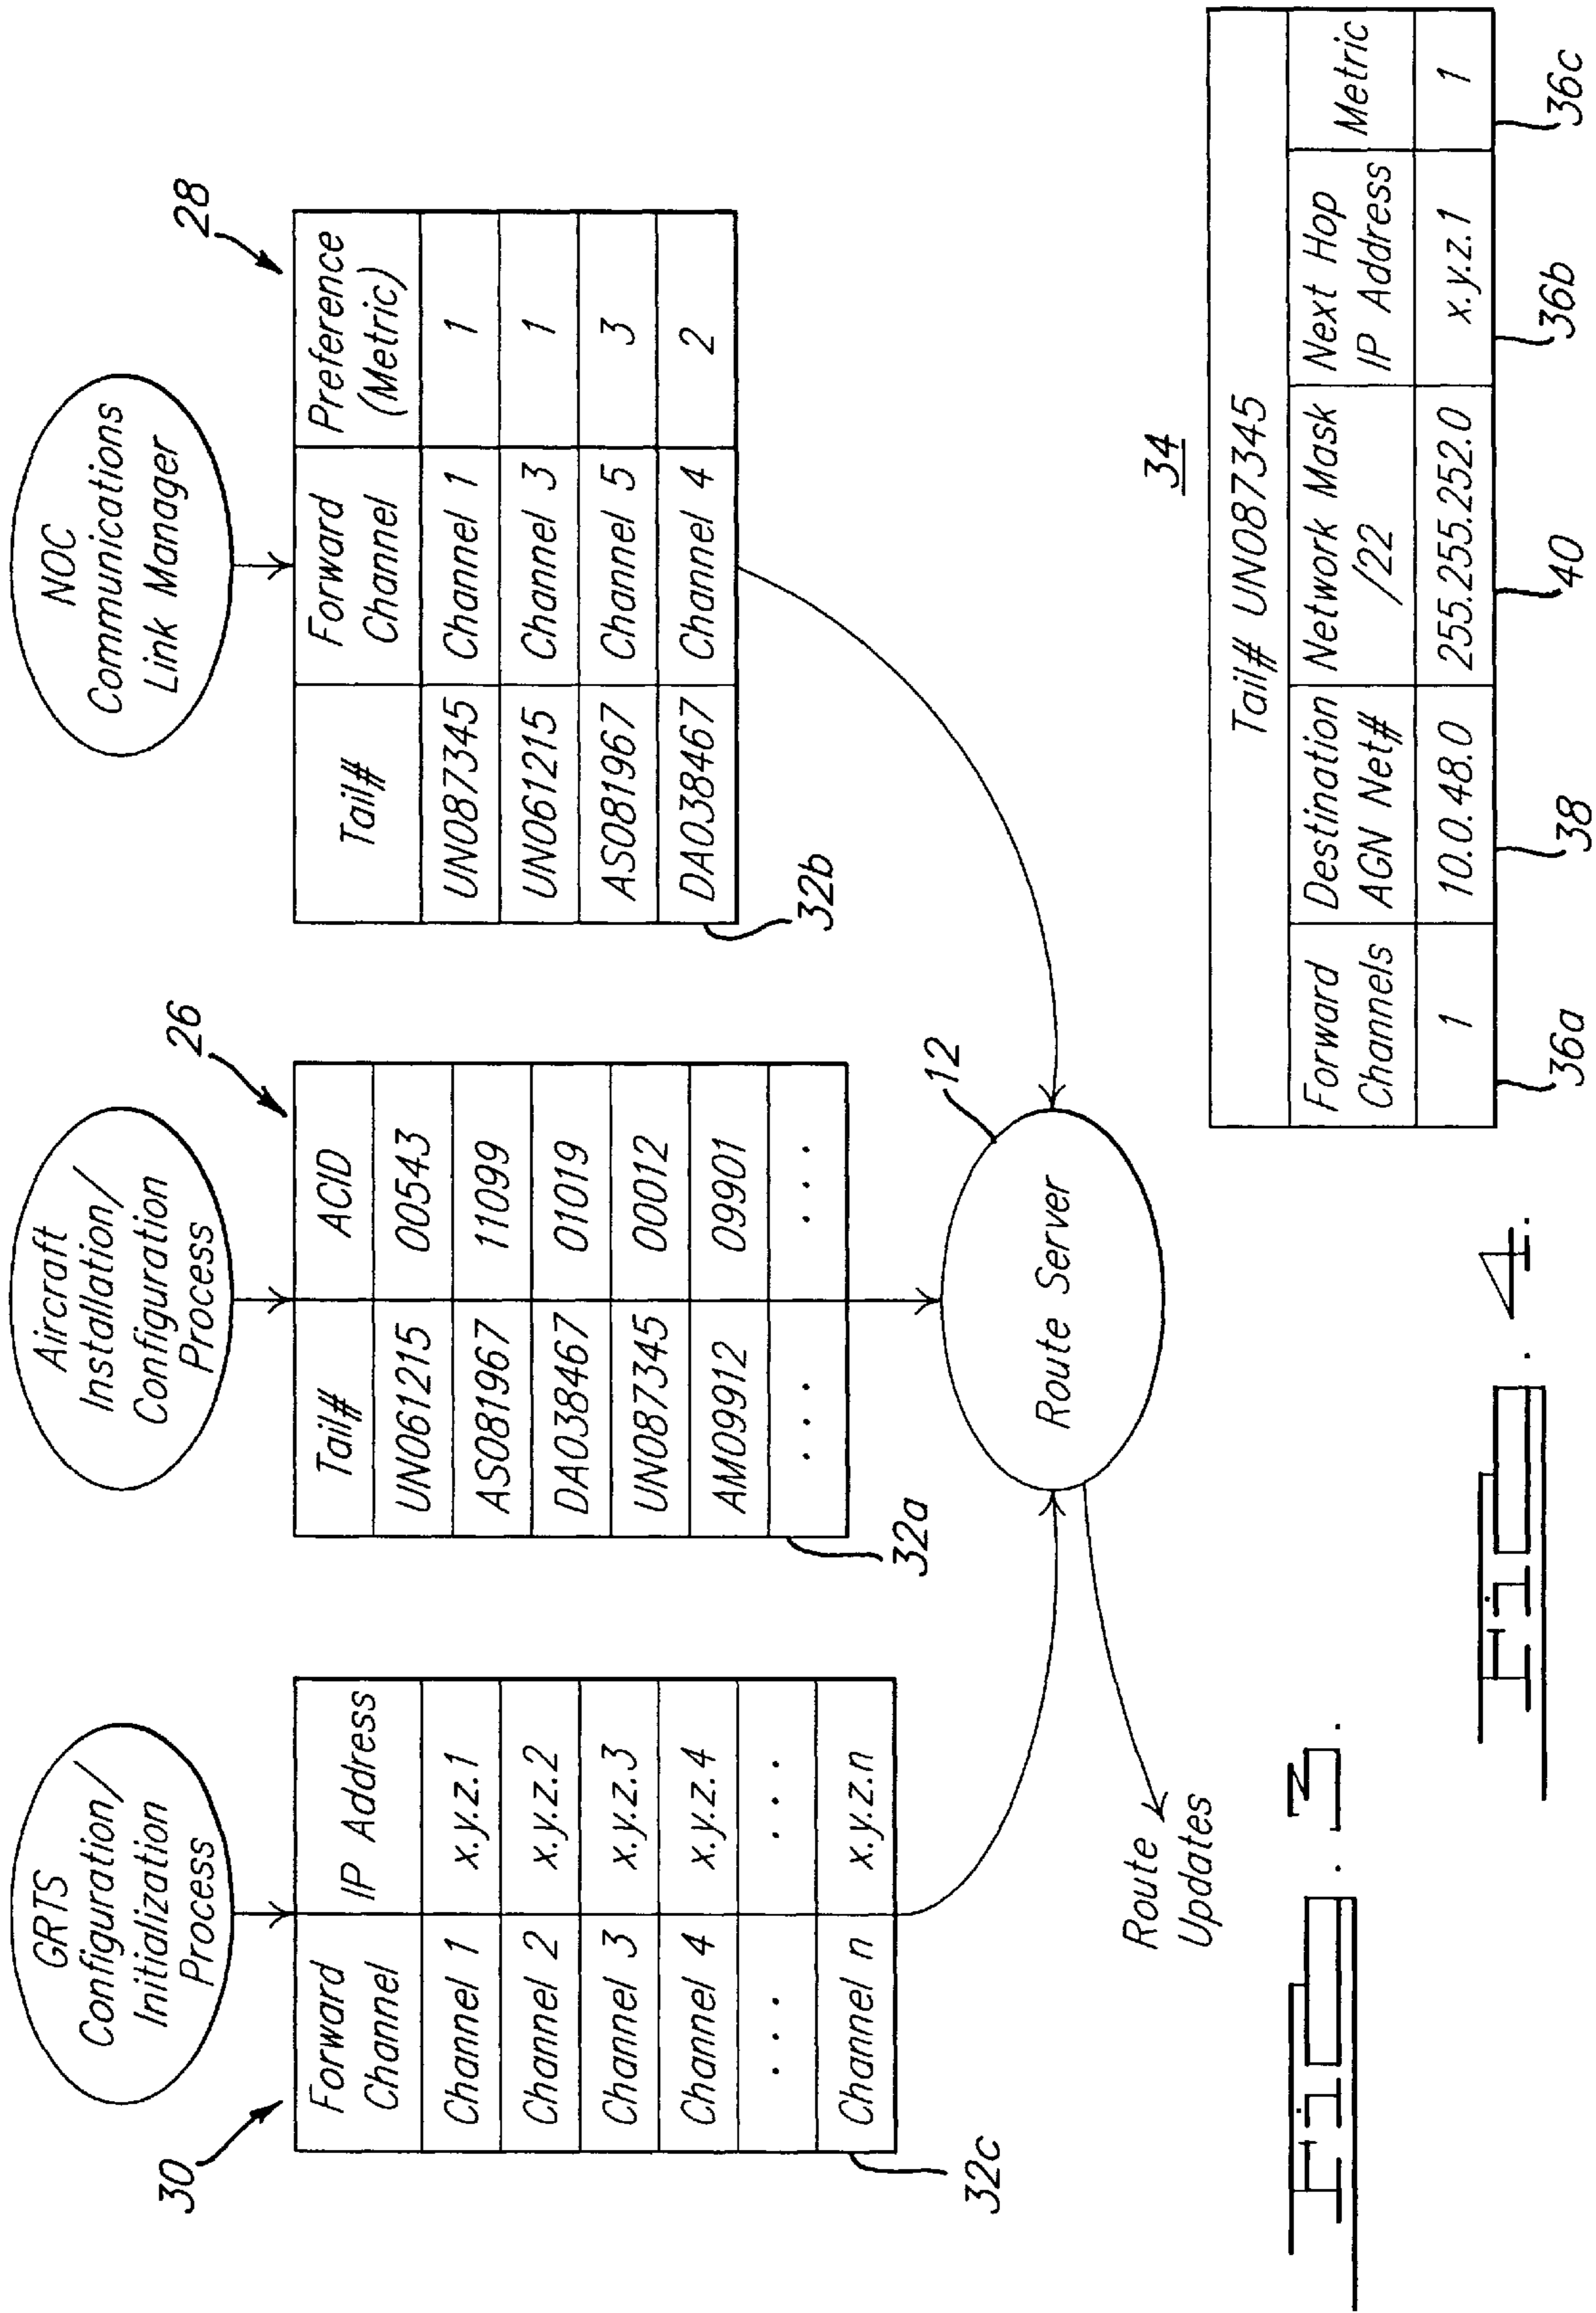 GRTS
Configuration/
Initialization
Process
30
Forward
Channel
IP Address
Channel 1 x.y.z.1
Channel 2 x.y.z.2
Channel 3 x.y.z.3
Channel 4 x.y.z.4
. . . . . .
Channel n x.y.z.n
32c
Aircraft
Installation/
Configuration
Process
26
Tail# ACID
UN061215 00543
AS081967 11099
DA038467 01019
UN087345 00012
AM09912 09901
. . . . . .
32a
NOC
Communications
Link Manager
28
Tail#
Forward
Channel
Preference
(Metric)
UN087345 Channel 1 1
UN061215 Channel 3 1
AS081967 Channel 5 3
DA038467 Channel 4 2
32b
12
Route Server
Route
Updates
Fig. 3.
34
Tail# UN087345
Forward
Channels
Destination
AGN Net#
Network Mask
/22
Next Hop
IP Address
Metric
1 10.0.48.0 255.255.252.0 x.y.z.1 1
36a 38 40 36b 36c
Fig. 4.